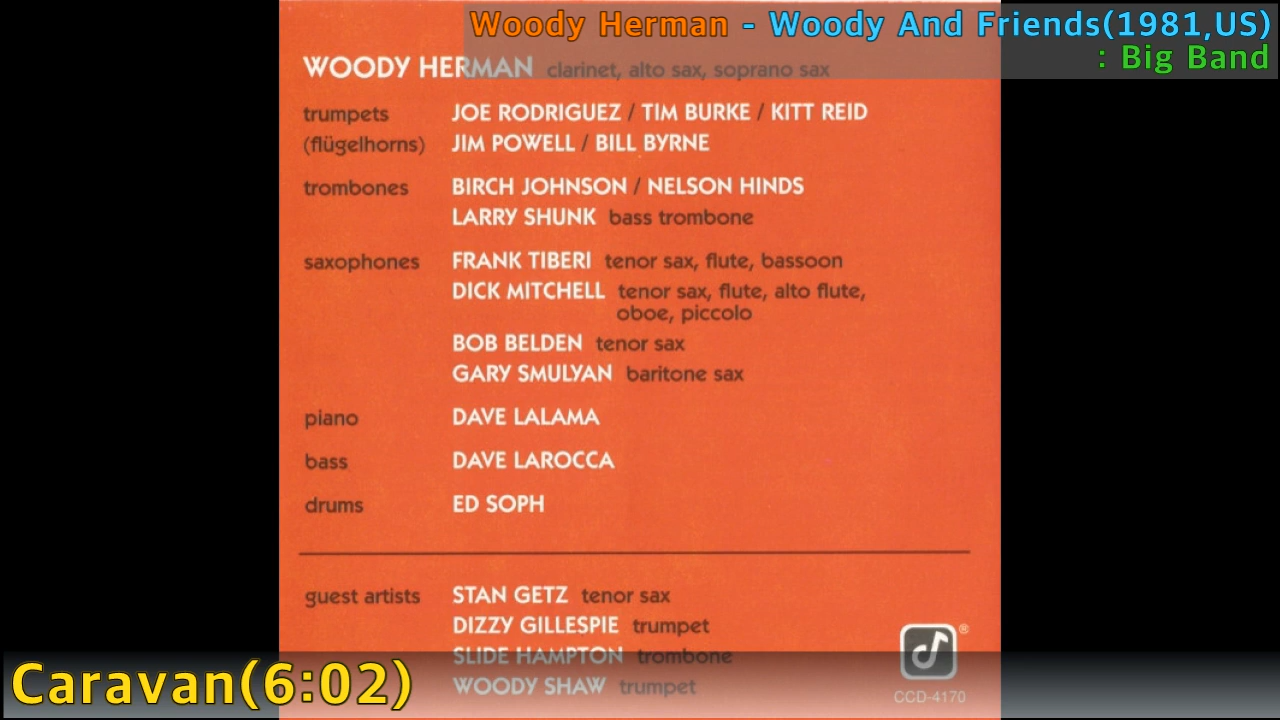 Woody Herman - Woody And Friends(1981,US)
: Big Band
WOODY HERMAN clarinet, alto sax, soprano sax
trumpets JOE RODRIGUEZ / TIM BURKE / KITT REID
(flügelhorns) JIM POWELL / BILL BYRNE
trombones BIRCH JOHNSON / NELSON HINDS
LARRY SHUNK bass trombone
saxophones FRANK TIBERI tenor sax, flute, bassoon
DICK MITCHELL tenor sax, flute, alto flute,
oboe, piccolo
BOB BELDEN tenor sax
GARY SMULYAN baritone sax
piano DAVE LALAMA
bass DAVE LAROCCA
drums ED SOPH
guest artists STAN GETZ tenor sax
DIZZY GILLESPIE trumpet
SLIDE HAMPTON trombone
WOODY SHAW trumpet
®
CCD-4170
Caravan(6:02)